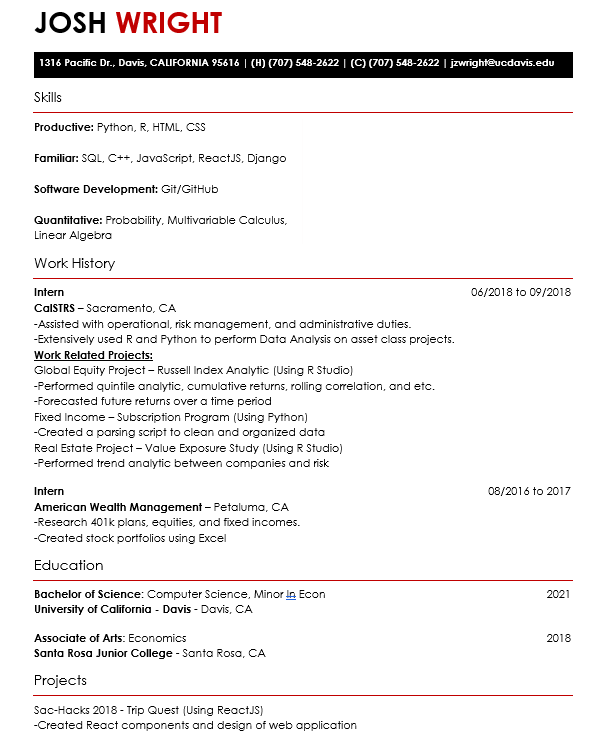 JOSH WRIGHT
1316 Pacific Dr., Davis, CALIFORNIA 95616 | (H) (707) 548-2622 | (C) (707) 548-2622 | jzwright@ucdavis.edu
Skills
Productive: Python, R, HTML, CSS
Familiar: SQL, C++, JavaScript, ReactJS, Django
Software Development: Git/GitHub
Quantitative: Probability, Multivariable Calculus,
Linear Algebra
Work History
Intern 06/2018 to 09/2018
CalSTRS – Sacramento, CA
-Assisted with operational, risk management, and administrative duties.
-Extensively used R and Python to perform Data Analysis on asset class projects.
Work Related Projects:
Global Equity Project – Russell Index Analytic (Using R Studio)
-Performed quintile analytic, cumulative returns, rolling correlation, and etc.
-Forecasted future returns over a time period
Fixed Income – Subscription Program (Using Python)
-Created a parsing script to clean and organized data
Real Estate Project – Value Exposure Study (Using R Studio)
-Performed trend analytic between companies and risk
Intern 08/2016 to 2017
American Wealth Management – Petaluma, CA
-Research 401k plans, equities, and fixed incomes.
-Created stock portfolios using Excel
Education
Bachelor of Science: Computer Science, Minor In Econ 2021
University of California - Davis - Davis, CA
Associate of Arts: Economics 2018
Santa Rosa Junior College - Santa Rosa, CA
Projects
Sac-Hacks 2018 - Trip Quest (Using ReactJS)
-Created React components and design of web application